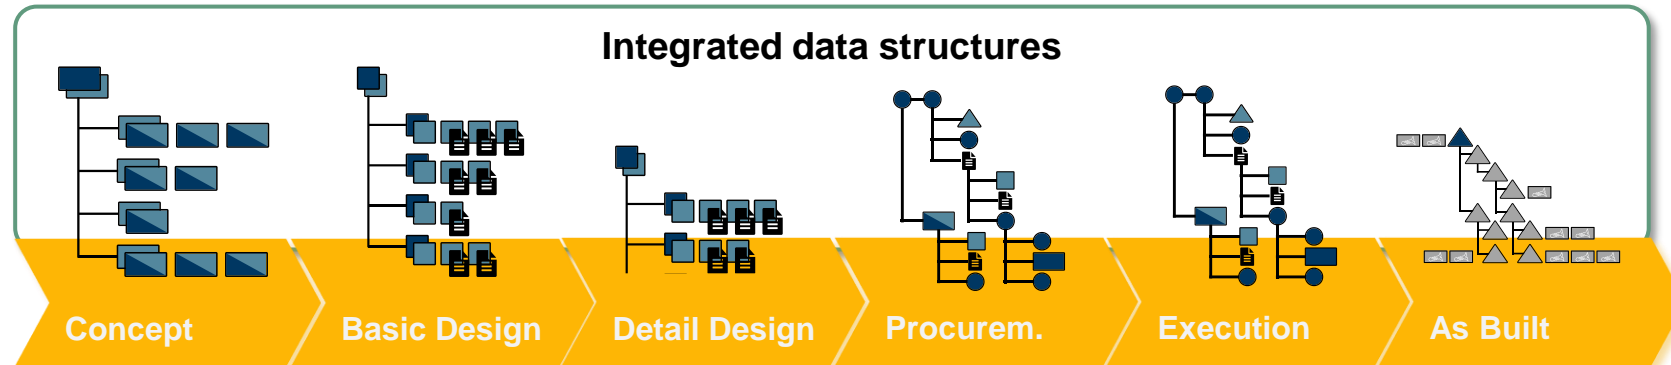 Integrated data structures
Concept
Basic Design
Detail Design
Procurem.
Execution
As Built